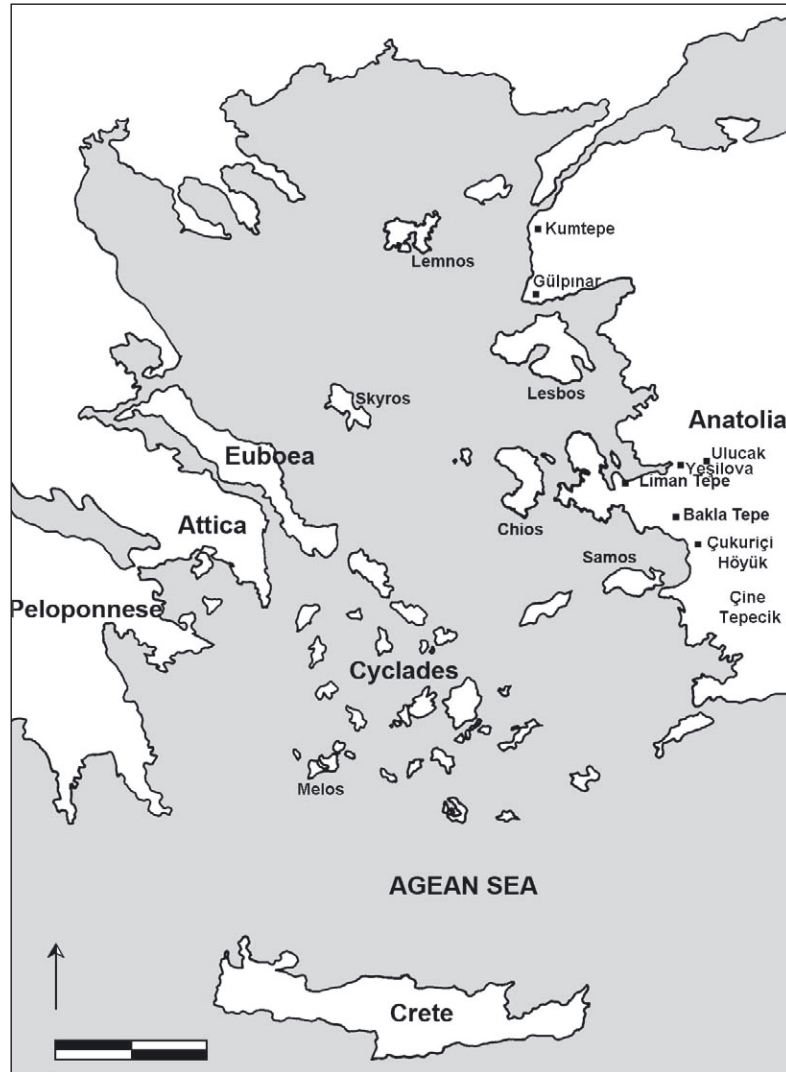 Kumtepe
Lemnos
Gülpınar
Lesbos
Skyros
Anatolia
Euboea
Ulucak
Yeşilova
Liman Tepe
Chios
Attica
Bakla Tepe
Çukuriçi
Höyük
Samos
Peloponnese
Çine
Tepecik
Cyclades
Melos
AGEAN SEA
Crete